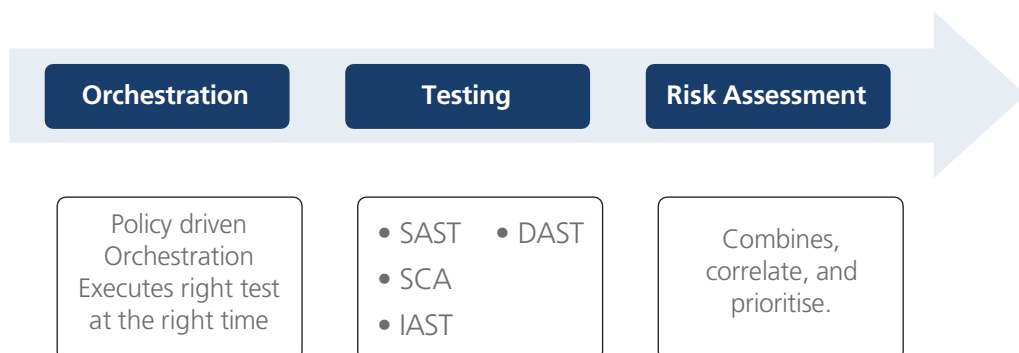 Orchestration
Testing
Risk Assessment
Policy driven
Orchestration
Executes right test
at the right time
• SAST • DAST
• SCA
• IAST
Combines,
correlate, and
prioritise.